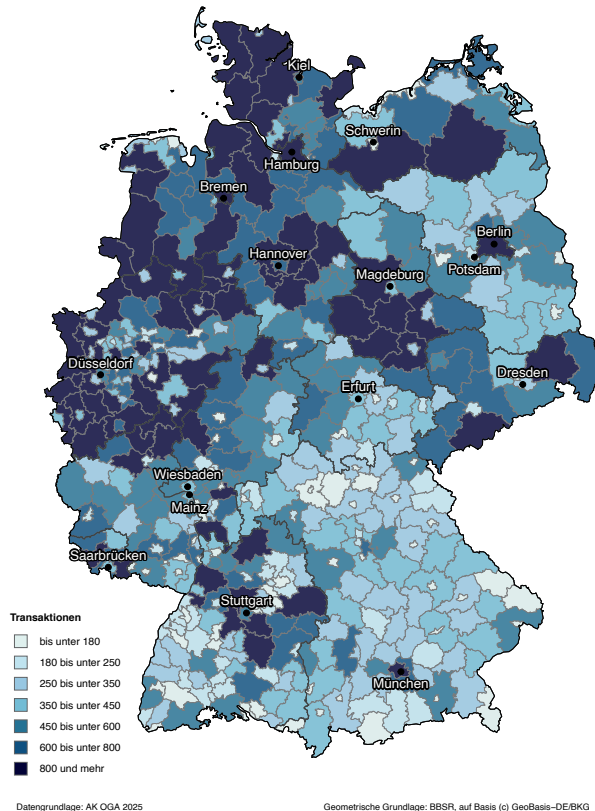 Kiel
Schwerin
Hamburg
Bremen
Berlin
Hannover
Potsdam
Magdeburg
Düsseldorf
Erfurt
Dresden
Wiesbaden
Mainz
Saarbrücken
Stuttgart
München
Transaktionen
bis unter 180
180 bis unter 250
250 bis unter 350
350 bis unter 450
450 bis unter 600
600 bis unter 800
800 und mehr
Datengrundlage: AK OGA 2025
Geometrische Grundlage: BBSR, auf Basis (c) GeoBasis−DE/BKG